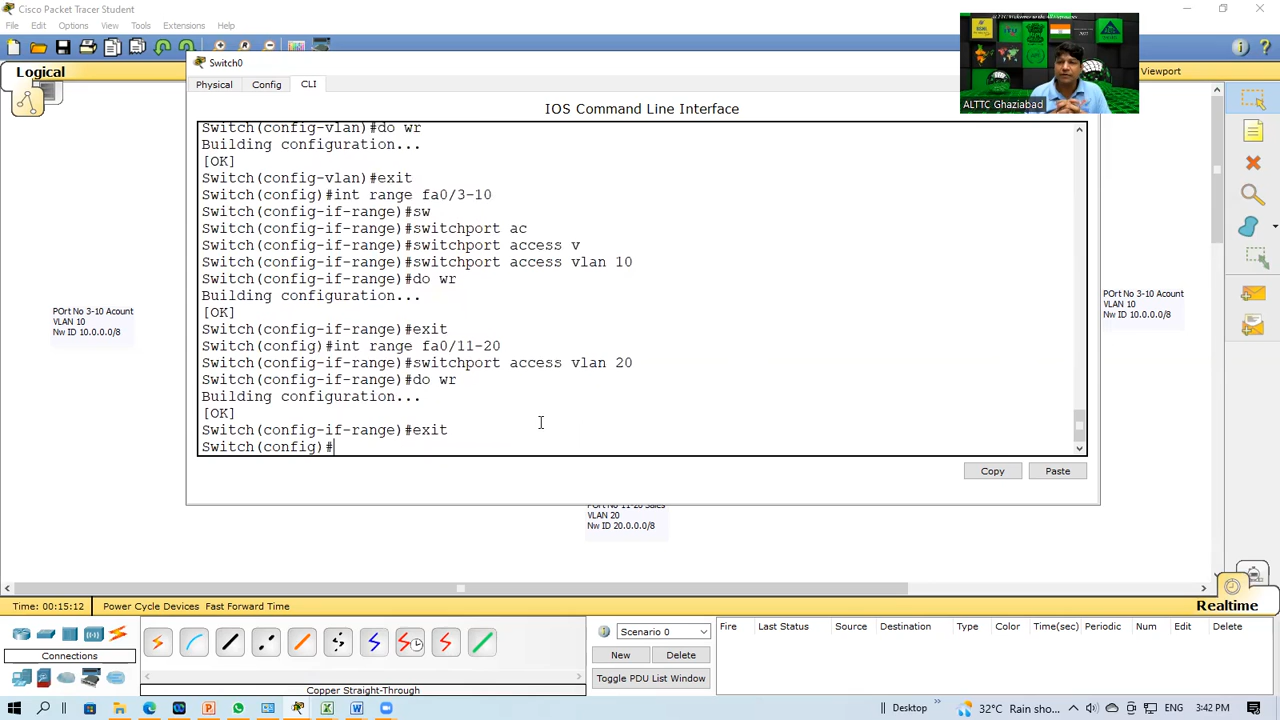 Cisco Packet Tracer Student
File Edit Options View Tools Extensions Help
Logical
Viewport
Switch0
Physical Config CLI
IOS Command Line Interface
ALTTC Ghaziabad
Switch(config-vlan)#do wr
Building configuration...
[OK]
Switch(config-vlan)#exit
Switch(config)#int range fa0/3-10
Switch(config-if-range)#sw
Switch(config-if-range)#switchport ac
Switch(config-if-range)#switchport access v
Switch(config-if-range)#switchport access vlan 10
Switch(config-if-range)#do wr
Building configuration...
[OK]
Switch(config-if-range)#exit
Switch(config)#int range fa0/11-20
Switch(config-if-range)#switchport access vlan 20
Switch(config-if-range)#do wr
Building configuration...
[OK]
Switch(config-if-range)#exit
Switch(config)#
Copy Paste
POrt No 3-10 Acount
VLAN 10
Nw ID 10.0.0.0/8
POrt No 3-10 Acount
VLAN 10
Nw ID 10.0.0.0/8
POrt No 11-20 Sales
VLAN 20
Nw ID 20.0.0.0/8
Time: 00:15:12 Power Cycle Devices Fast Forward Time
Realtime
Connections
Copper Straight-Through
Scenario 0
New Delete
Toggle PDU List Window
Fire Last Status Source Destination Type Color Time(sec) Periodic Num Edit Delete
Desktop
32°C Rain sho...
ENG 3:42 PM